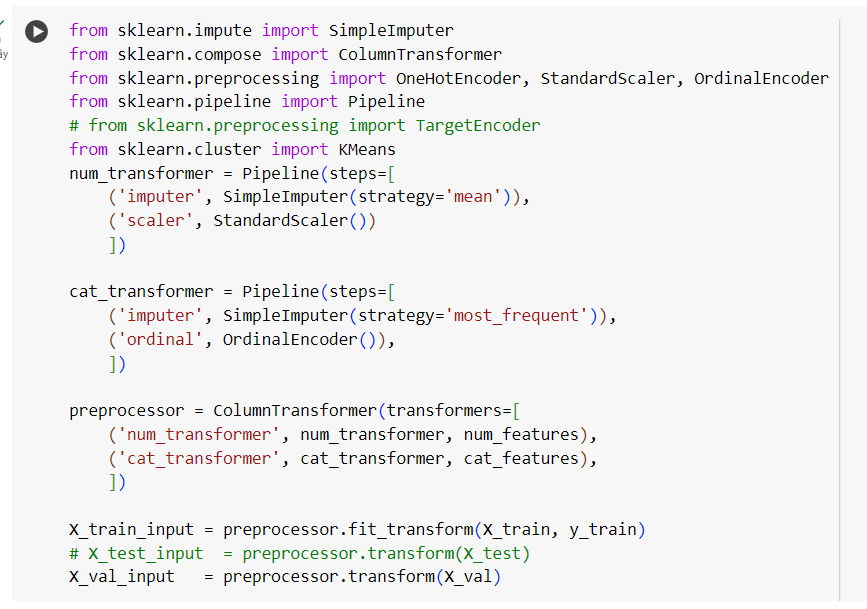 from sklearn.impute import SimpleImputer
from sklearn.compose import ColumnTransformer
from sklearn.preprocessing import OneHotEncoder, StandardScaler, OrdinalEncoder
from sklearn.pipeline import Pipeline
# from sklearn.preprocessing import TargetEncoder
from sklearn.cluster import KMeans
num_transformer = Pipeline(steps=[
    ('imputer', SimpleImputer(strategy='mean')),
    ('scaler', StandardScaler())
    ])

cat_transformer = Pipeline(steps=[
    ('imputer', SimpleImputer(strategy='most_frequent')),
    ('ordinal', OrdinalEncoder()),
    ])

preprocessor = ColumnTransformer(transformers=[
    ('num_transformer', num_transformer, num_features),
    ('cat_transformer', cat_transformer, cat_features),
    ])

X_train_input = preprocessor.fit_transform(X_train, y_train)
# X_test_input  = preprocessor.transform(X_test)
X_val_input   = preprocessor.transform(X_val)